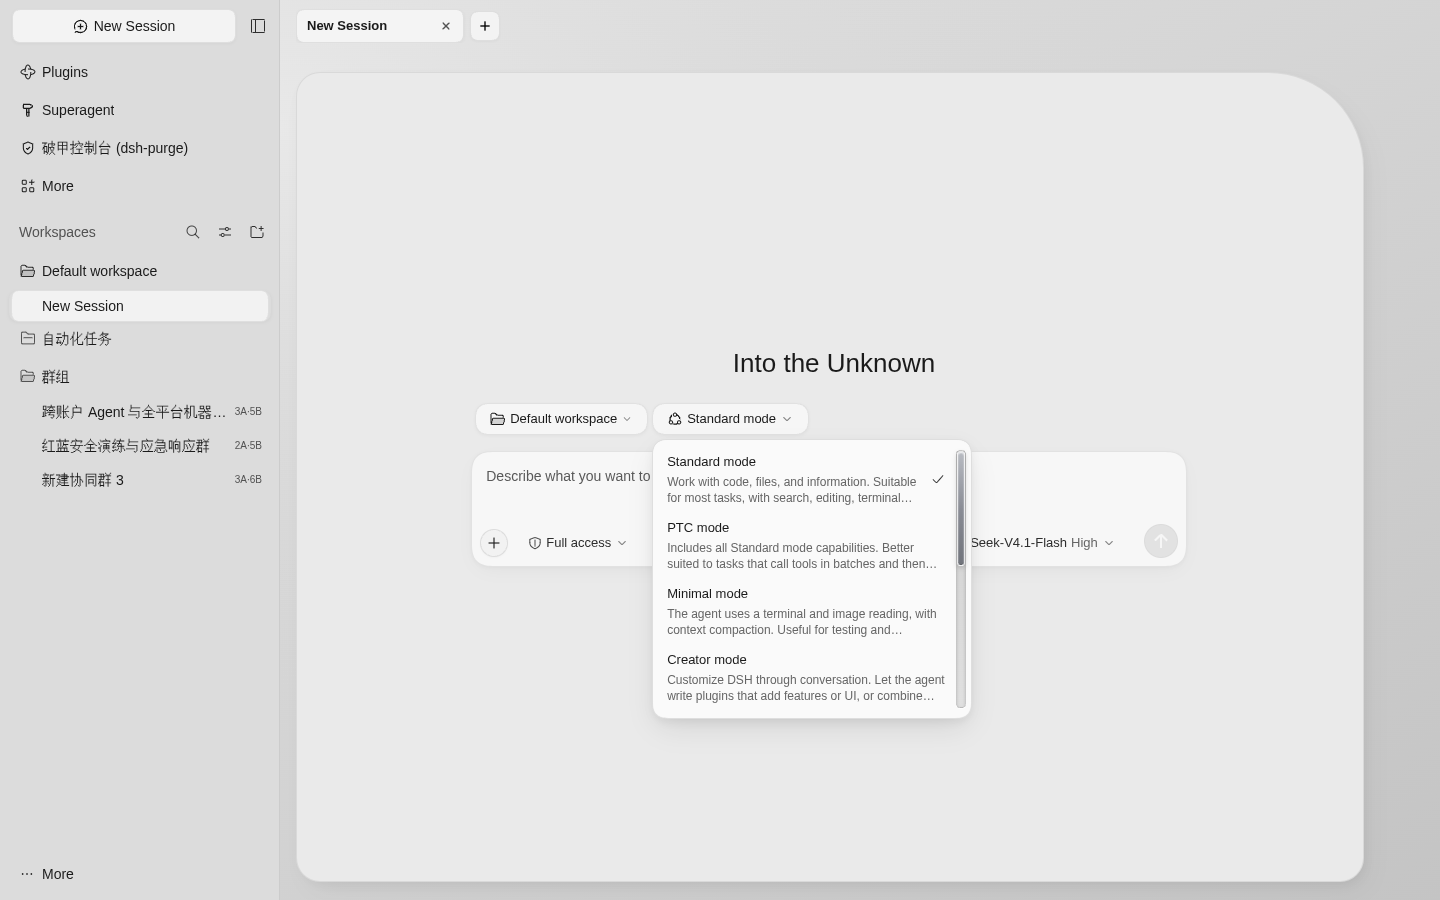 New Session
Plugins
Superagent
破甲控制台 (dsh-purge)
More
Workspaces
Default workspace
New Session
自动化任务
群组
跨账户 Agent 与全平台机器… 3A·5B
红蓝安全演练与应急响应群 2A·5B
新建协同群 3 3A·6B
More
New Session
Into the Unknown
Default workspace
Standard mode
Describe what you want to
Full access
Seek-V4.1-Flash High
Standard mode
Work with code, files, and information. Suitable
for most tasks, with search, editing, terminal…
PTC mode
Includes all Standard mode capabilities. Better
suited to tasks that call tools in batches and then…
Minimal mode
The agent uses a terminal and image reading, with
context compaction. Useful for testing and…
Creator mode
Customize DSH through conversation. Let the agent
write plugins that add features or UI, or combine…